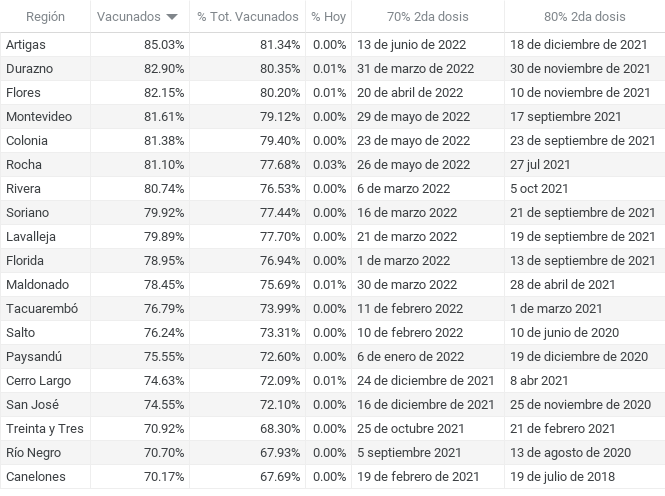 Región Vacunados % Tot. Vacunados % Hoy 70% 2da dosis 80% 2da dosis
Artigas 85.03% 81.34% 0.00% 13 de junio de 2022 18 de diciembre de 2021
Durazno 82.90% 80.35% 0.01% 31 de marzo de 2022 30 de noviembre de 2021
Flores 82.15% 80.20% 0.01% 20 de abril de 2022 10 de noviembre de 2021
Montevideo 81.61% 79.12% 0.00% 29 de mayo de 2022 17 septiembre 2021
Colonia 81.38% 79.40% 0.00% 23 de mayo de 2022 23 de septiembre de 2021
Rocha 81.10% 77.68% 0.03% 26 de mayo de 2022 27 jul 2021
Rivera 80.74% 76.53% 0.00% 6 de marzo 2022 5 oct 2021
Soriano 79.92% 77.44% 0.00% 16 de marzo 2022 21 de septiembre de 2021
Lavalleja 79.89% 77.70% 0.00% 21 de marzo 2022 19 de septiembre de 2021
Florida 78.95% 76.94% 0.00% 1 de marzo 2022 13 de septiembre de 2021
Maldonado 78.45% 75.69% 0.01% 30 de marzo 2022 28 de abril de 2021
Tacuarembó 76.79% 73.99% 0.00% 11 de febrero 2022 1 de marzo 2021
Salto 76.24% 73.31% 0.00% 10 de febrero 2022 10 de junio de 2020
Paysandú 75.55% 72.60% 0.00% 6 de enero de 2022 19 de diciembre de 2020
Cerro Largo 74.63% 72.09% 0.01% 24 de diciembre de 2021 8 abr 2021
San José 74.55% 72.10% 0.00% 16 de diciembre de 2021 25 de noviembre de 2020
Treinta y Tres 70.92% 68.30% 0.00% 25 de octubre 2021 21 de febrero 2021
Río Negro 70.70% 67.93% 0.00% 5 septiembre 2021 13 de agosto de 2020
Canelones 70.17% 67.69% 0.00% 19 de febrero de 2021 19 de julio de 2018